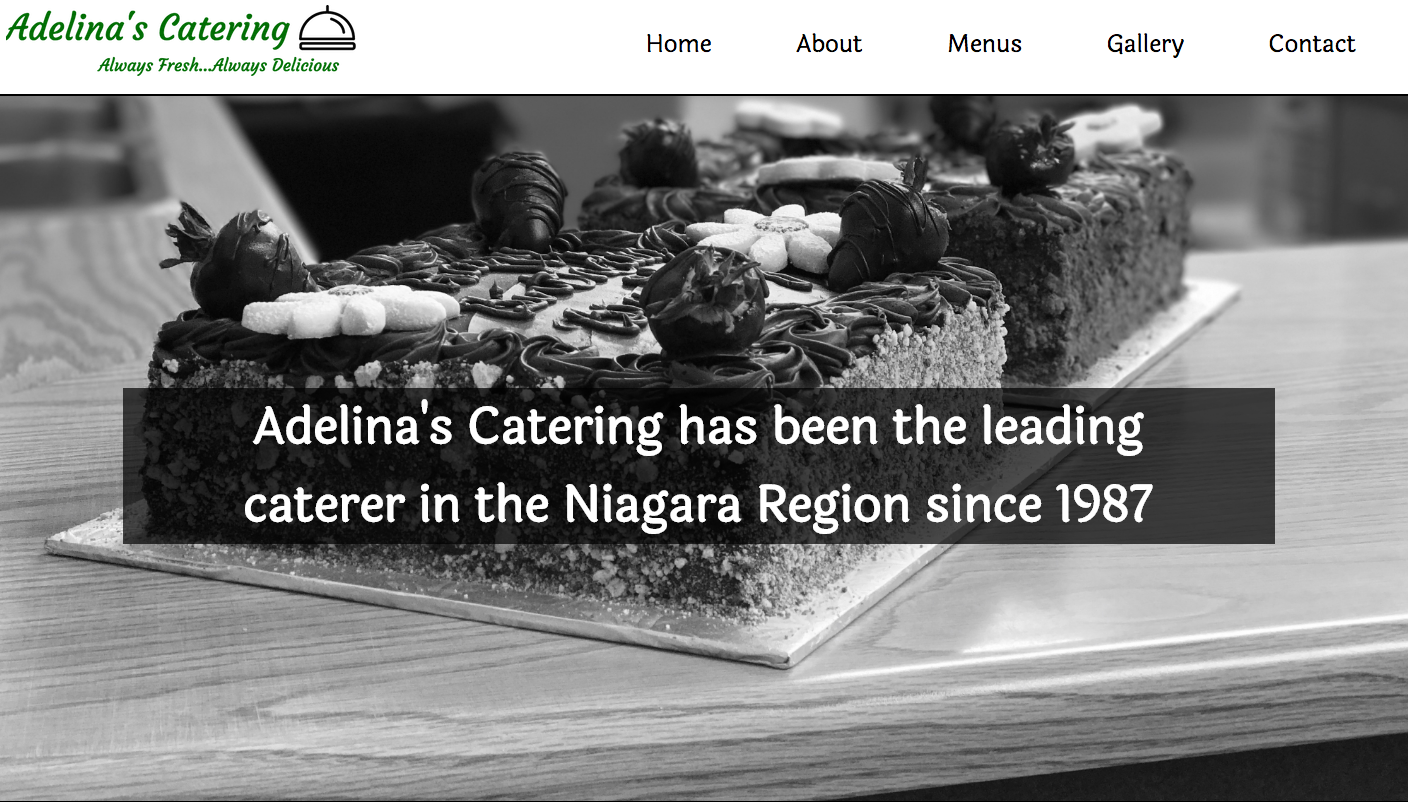 Adelina's Catering
Always Fresh...Always Delicious
Home About Menus Gallery Contact
Adelina's Catering has been the leading
caterer in the Niagara Region since 1987